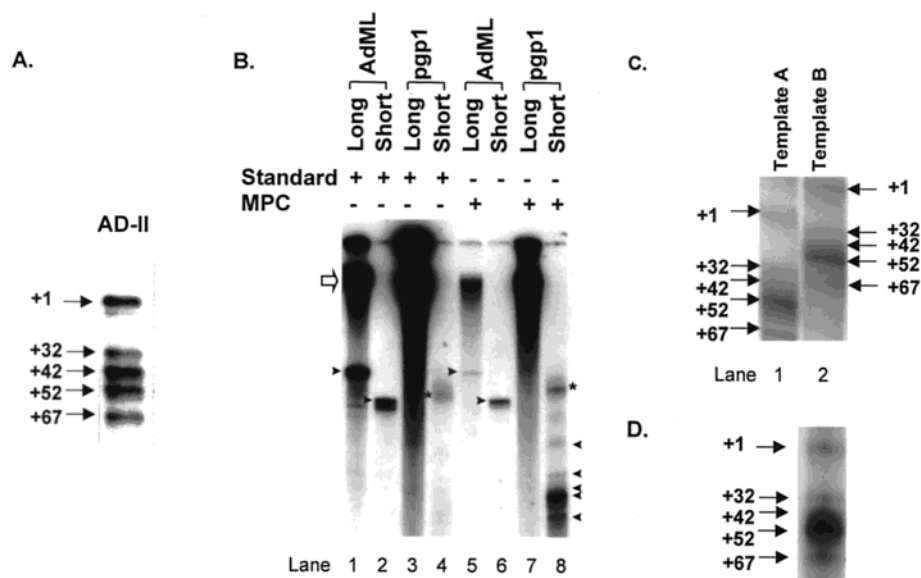 A.
AD-II
+1
+32
+42
+52
+67
B.
AdML
pgp1
AdML
pgp1
Long
Short
Long
Short
Long
Short
Long
Short
Standard + + + + - - - -
MPC - - - - + + +
*
*
Lane 1 2 3 4 5 6 7 8
C.
Template A
Template B
+1
+32
+42
+52
+67
+1
+32
+42
+52
+67
Lane 1 2
D.
+1
+32
+42
+52
+67